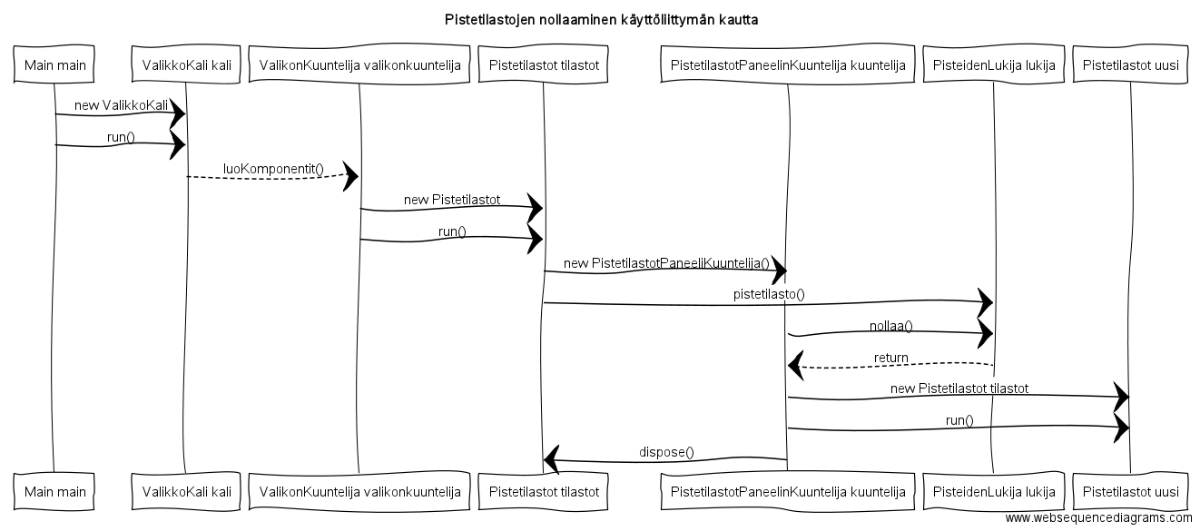 Pistetilastojen nollaaminen käyttöliittymän kautta
Main main
ValikkoKali kali
ValikonKuuntelija valikonkuuntelija
Pistetilastot tilastot
PistetilastotPaneelinKuuntelija kuuntelija
PisteidenLukija lukija
Pistetilastot uusi
new ValikkoKali
run()
luoKomponentit()
new Pistetilastot
run()
new PistetilastotPaneeliKuuntelija()
pistetilasto()
nollaa()
return
new Pistetilastot tilastot
run()
dispose()
Main main
ValikkoKali kali
ValikonKuuntelija valikonkuuntelija
Pistetilastot tilastot
PistetilastotPaneelinKuuntelija kuuntelija
PisteidenLukija lukija
Pistetilastot uusi
www.websequencediagrams.com